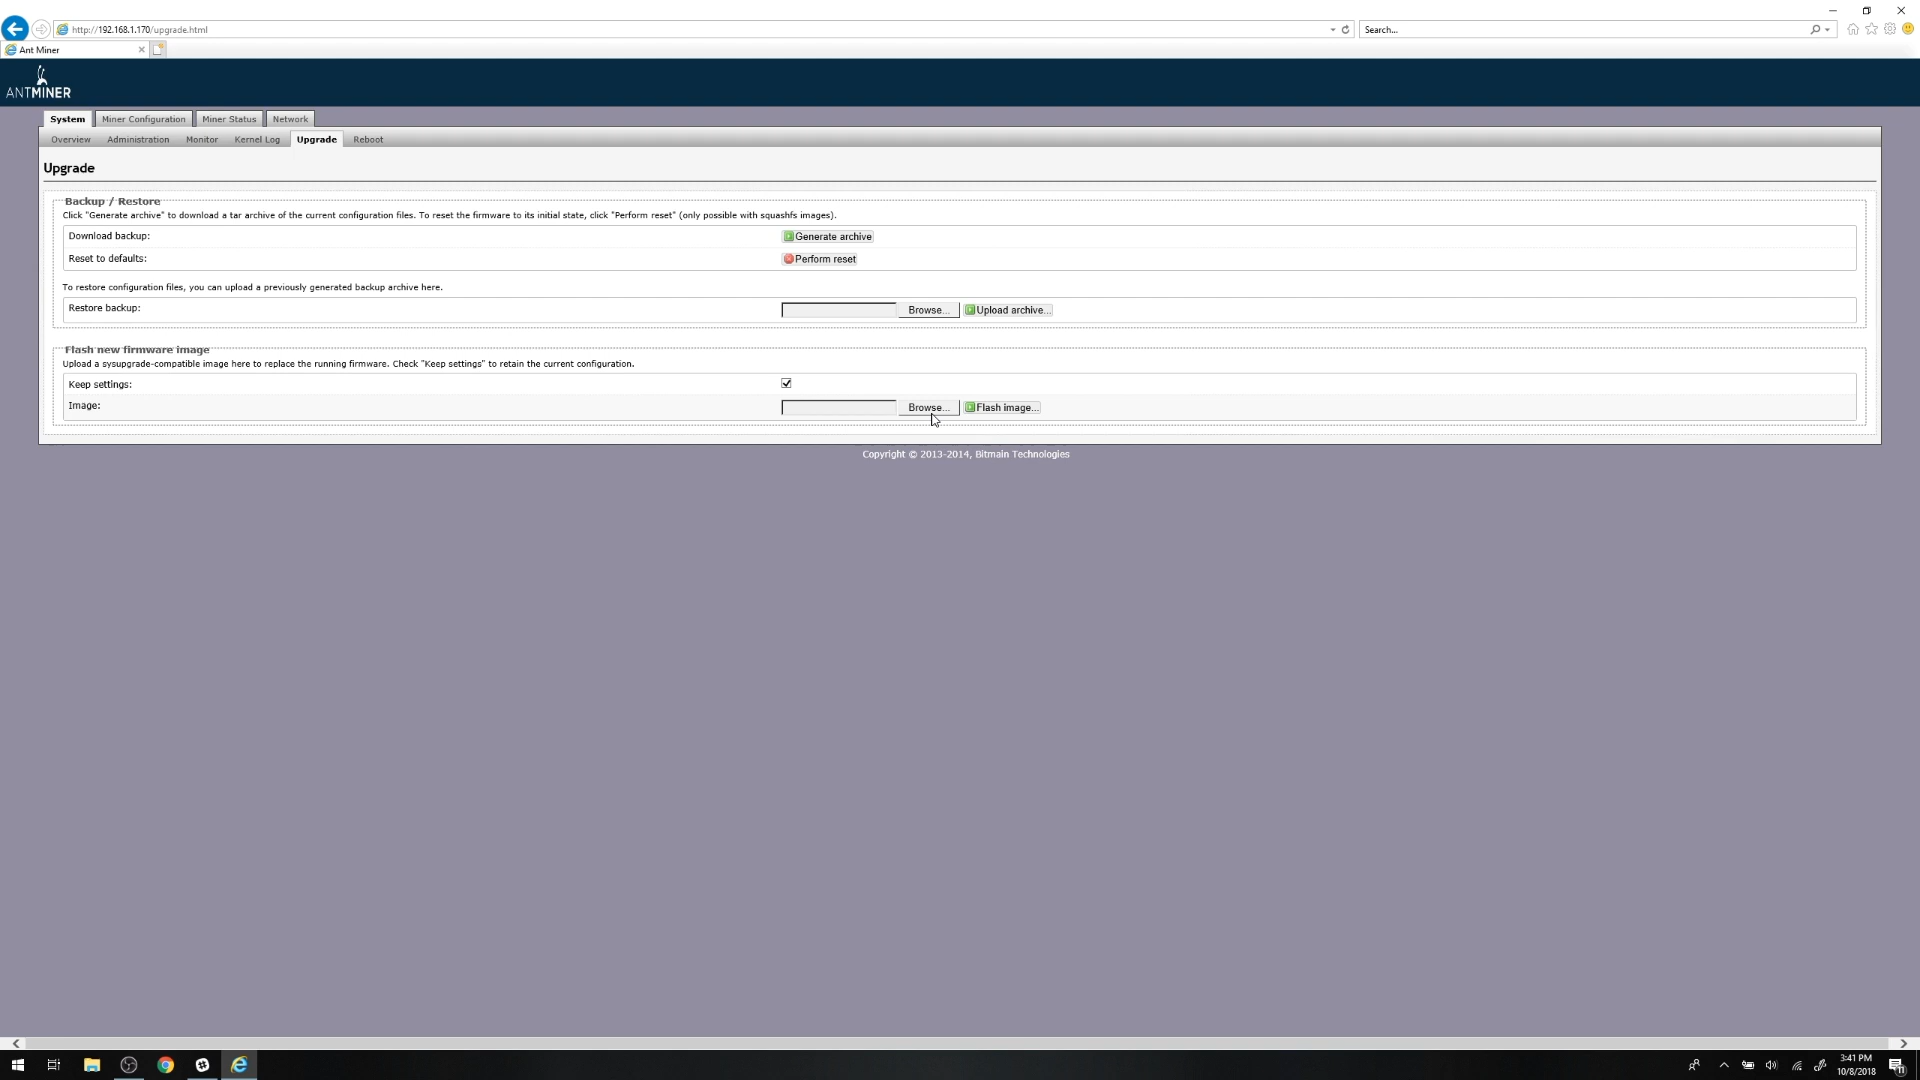 http://192.168.1.170/upgrade.html
Search...
Ant Miner
ANTMINER
System Miner Configuration Miner Status Network
Overview Administration Monitor Kernel Log Upgrade Reboot
Upgrade
Backup / Restore
Click "Generate archive" to download a tar archive of the current configuration files. To reset the firmware to its initial state, click "Perform reset" (only possible with squashfs images).
Download backup: Generate archive
Reset to defaults: Perform reset
To restore configuration files, you can upload a previously generated backup archive here.
Restore backup: Browse... Upload archive...
Flash new firmware image
Upload a sysupgrade-compatible image here to replace the running firmware. Check "Keep settings" to retain the current configuration.
Keep settings:
Image: Browse... Flash image...
Copyright © 2013-2014, Bitmain Technologies
3:41 PM
10/8/2018